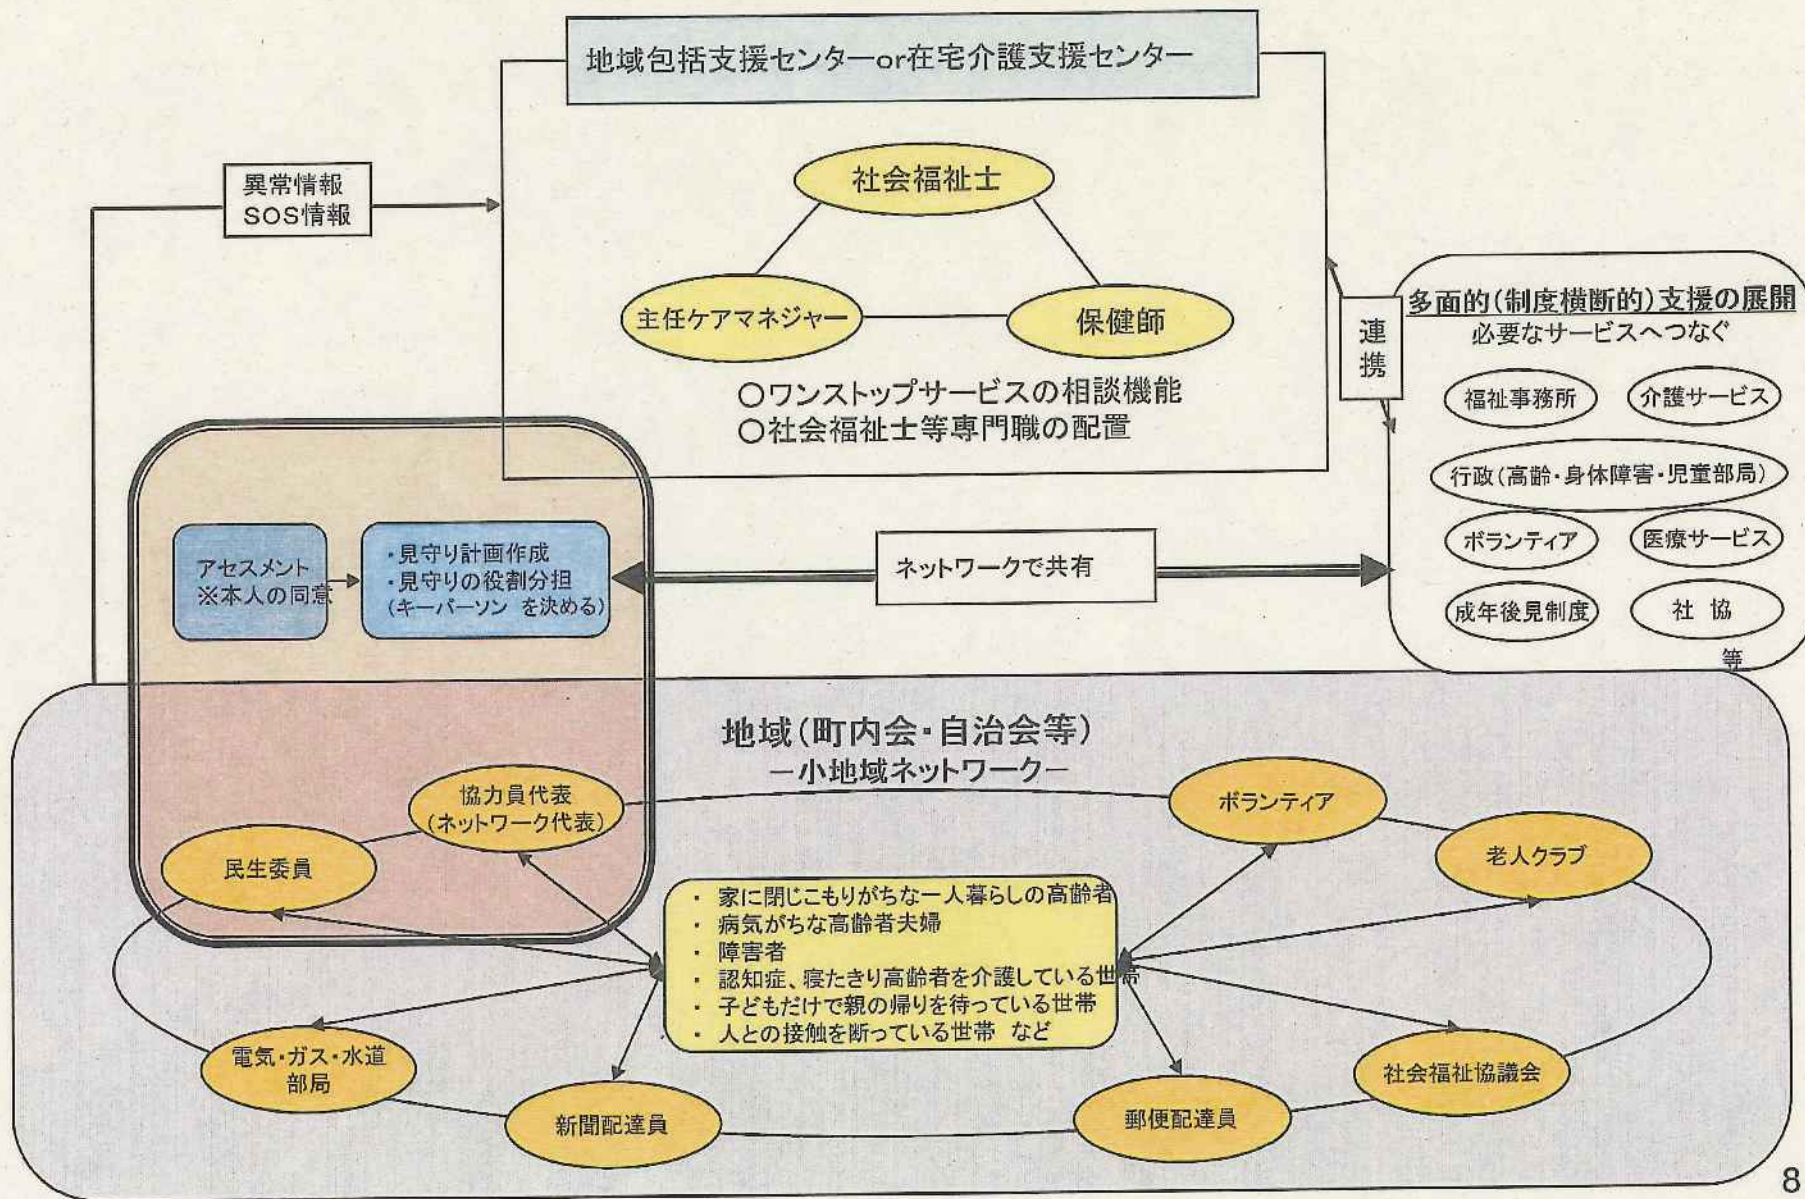 地域包括支援センターor在宅介護支援センター
異常情報
SOS情報
社会福祉士
主任ケアマネジャー
保健師
○ワンストップサービスの相談機能
○社会福祉士等専門職の配置
連
携
多面的(制度横断的)支援の展開
必要なサービスへつなぐ
福祉事務所
介護サービス
行政(高齢・身体障害・児童部局)
ボランティア
医療サービス
成年後見制度
社 協
等
アセスメント
※本人の同意
・見守り計画作成
・見守りの役割分担
(キーパーソン を決める)
ネットワークで共有
地域(町内会・自治会等)
－小地域ネットワーク－
協力員代表
(ネットワーク代表)
民生委員
ボランティア
老人クラブ
・ 家に閉じこもりがちな一人暮らしの高齢者
・ 病気がちな高齢者夫婦
・ 障害者
・ 認知症、寝たきり高齢者を介護している世帯
・ 子どもだけで親の帰りを待っている世帯
・ 人との接触を断っている世帯 など
電気・ガス・水道
部局
新聞配達員
郵便配達員
社会福祉協議会
8